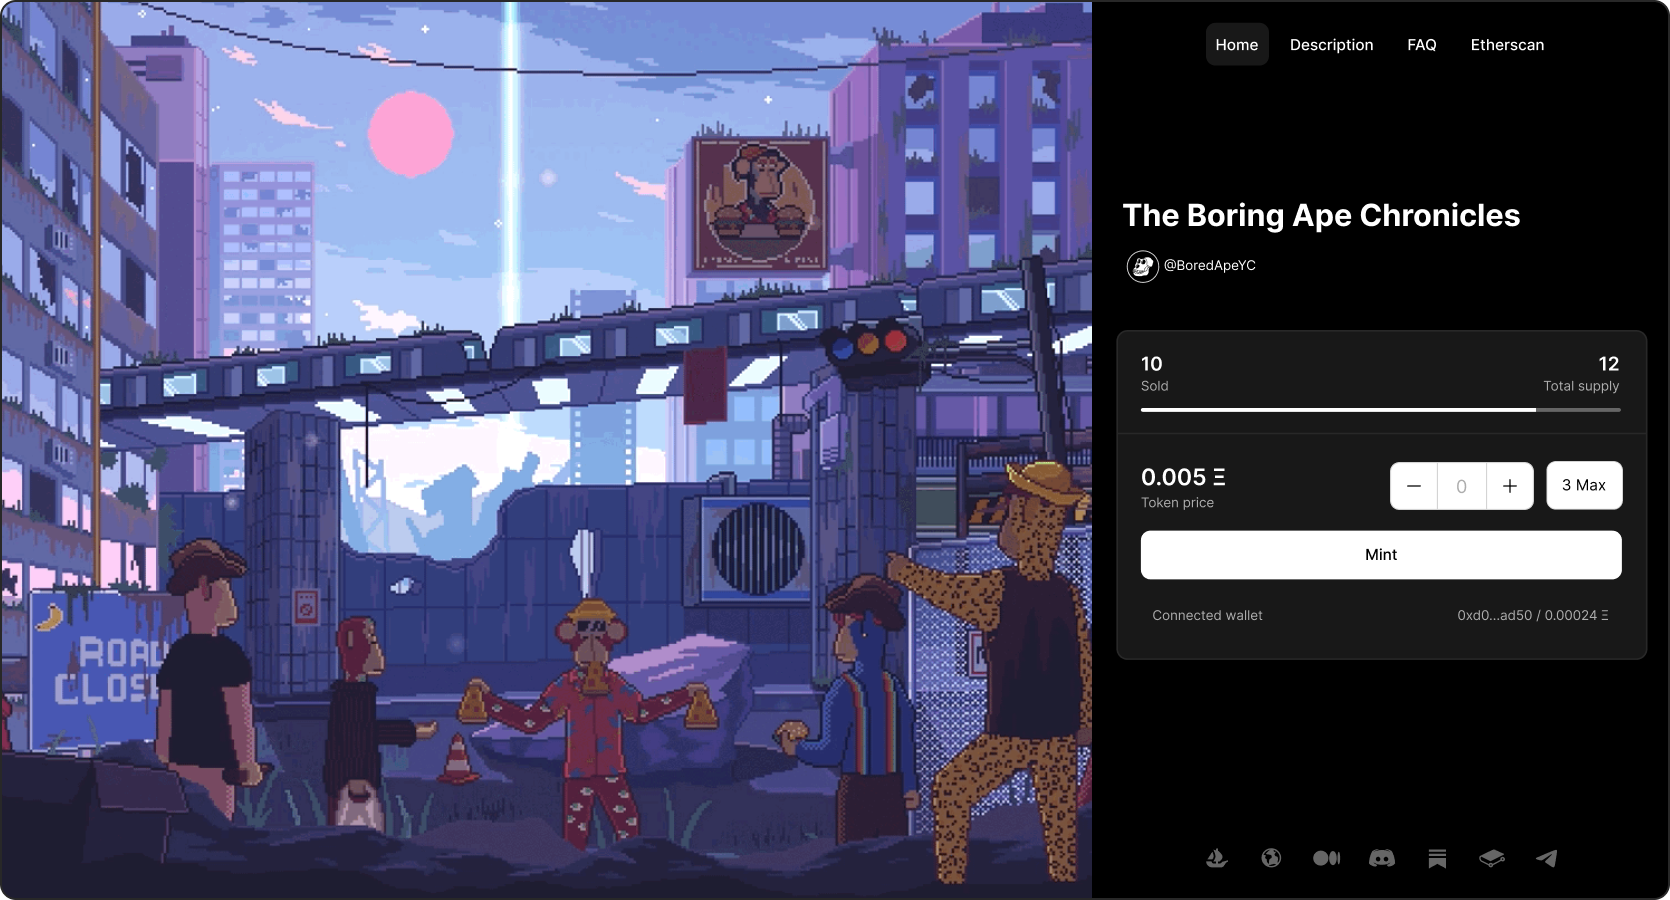 Home Description FAQ Etherscan
The Boring Ape Chronicles
@BoredApeYC
10 12
Sold Total supply
0.005 Ξ
Token price
0 3 Max
Mint
Connected wallet 0xd0...ad50 / 0.00024 Ξ
ROAD
CLOS